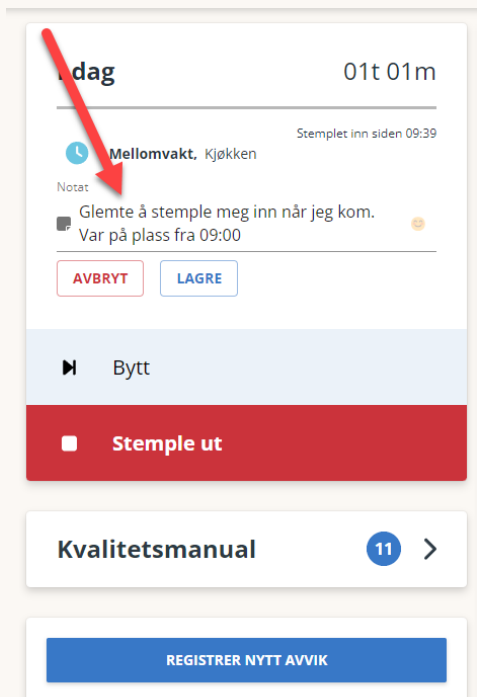 I dag
01t 01m
Stemplet inn siden 09:39
Mellomvakt, Kjøkken
Notat
Glemte å stemple meg inn når jeg kom.
Var på plass fra 09:00
AVBRYT
LAGRE
Bytt
Stemple ut
Kvalitetsmanual
11
REGISTRER NYTT AVVIK